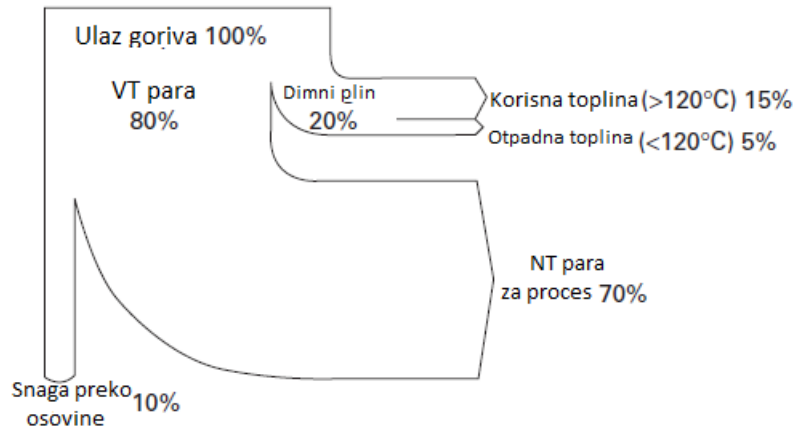 Ulaz goriva 100%
VT para
80%
Dimni plin
20%
Korisna toplina (>120°C) 15%
Otpadna toplina (<120°C) 5%
NT para
za proces 70%
Snaga preko
osovine 10%